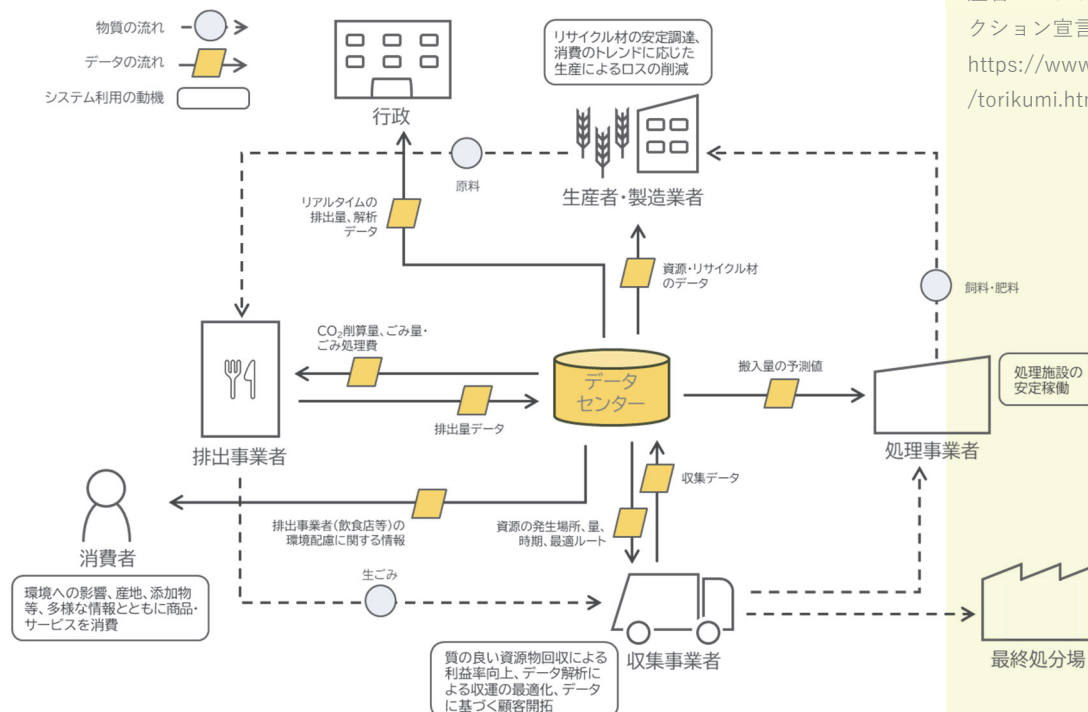 物質の流れ
データの流れ
システム利用の動機
行政
リサイクル材の安定調達、
消費のトレンドに応じた
生産によるロスの削減
クション宣言
https://www
/torikumi.htm
原料
生産者・製造業者
リアルタイムの
排出量、解析
データ
資源・リサイクル材
のデータ
飼料・肥料
CO₂削算量、ごみ量・
ごみ処理費
データ
センター
搬入量の予測値
処理施設の
安定稼働
排出量データ
排出事業者
処理事業者
収集データ
排出事業者(飲食店等)の
環境配慮に関する情報
資源の発生場所、量、
時期、最適ルート
消費者
環境への影響、産地、添加物
等、多様な情報とともに商品・
サービスを消費
生ごみ
収集事業者
最終処分場
質の良い資源物回収による
利益率向上、データ解析に
よる収運の最適化、データ
に基づく顧客開拓